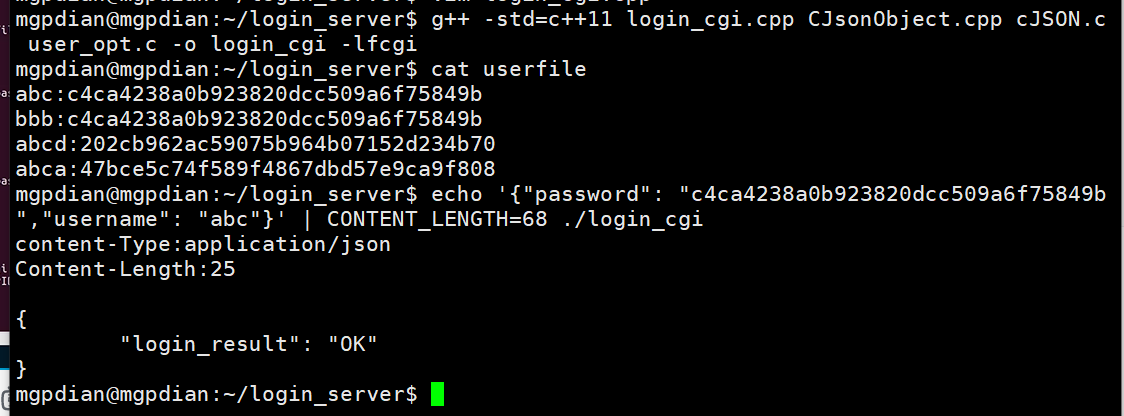 mgpdian@mgpdian:~/login_server$ g++ -std=c++11 login_cgi.cpp CJsonObject.cpp cJSON.c
user_opt.c -o login_cgi -lfcgi
mgpdian@mgpdian:~/login_server$ cat userfile
abc:c4ca4238a0b923820dcc509a6f75849b
bbb:c4ca4238a0b923820dcc509a6f75849b
abcd:202cb962ac59075b964b07152d234b70
abca:47bce5c74f589f4867dbd57e9ca9f808
mgpdian@mgpdian:~/login_server$ echo '{"password": "c4ca4238a0b923820dcc509a6f75849b
","username": "abc"}' | CONTENT_LENGTH=68 ./login_cgi
content-Type:application/json
Content-Length:25
{
"login_result": "OK"
}
mgpdian@mgpdian:~/login_server$